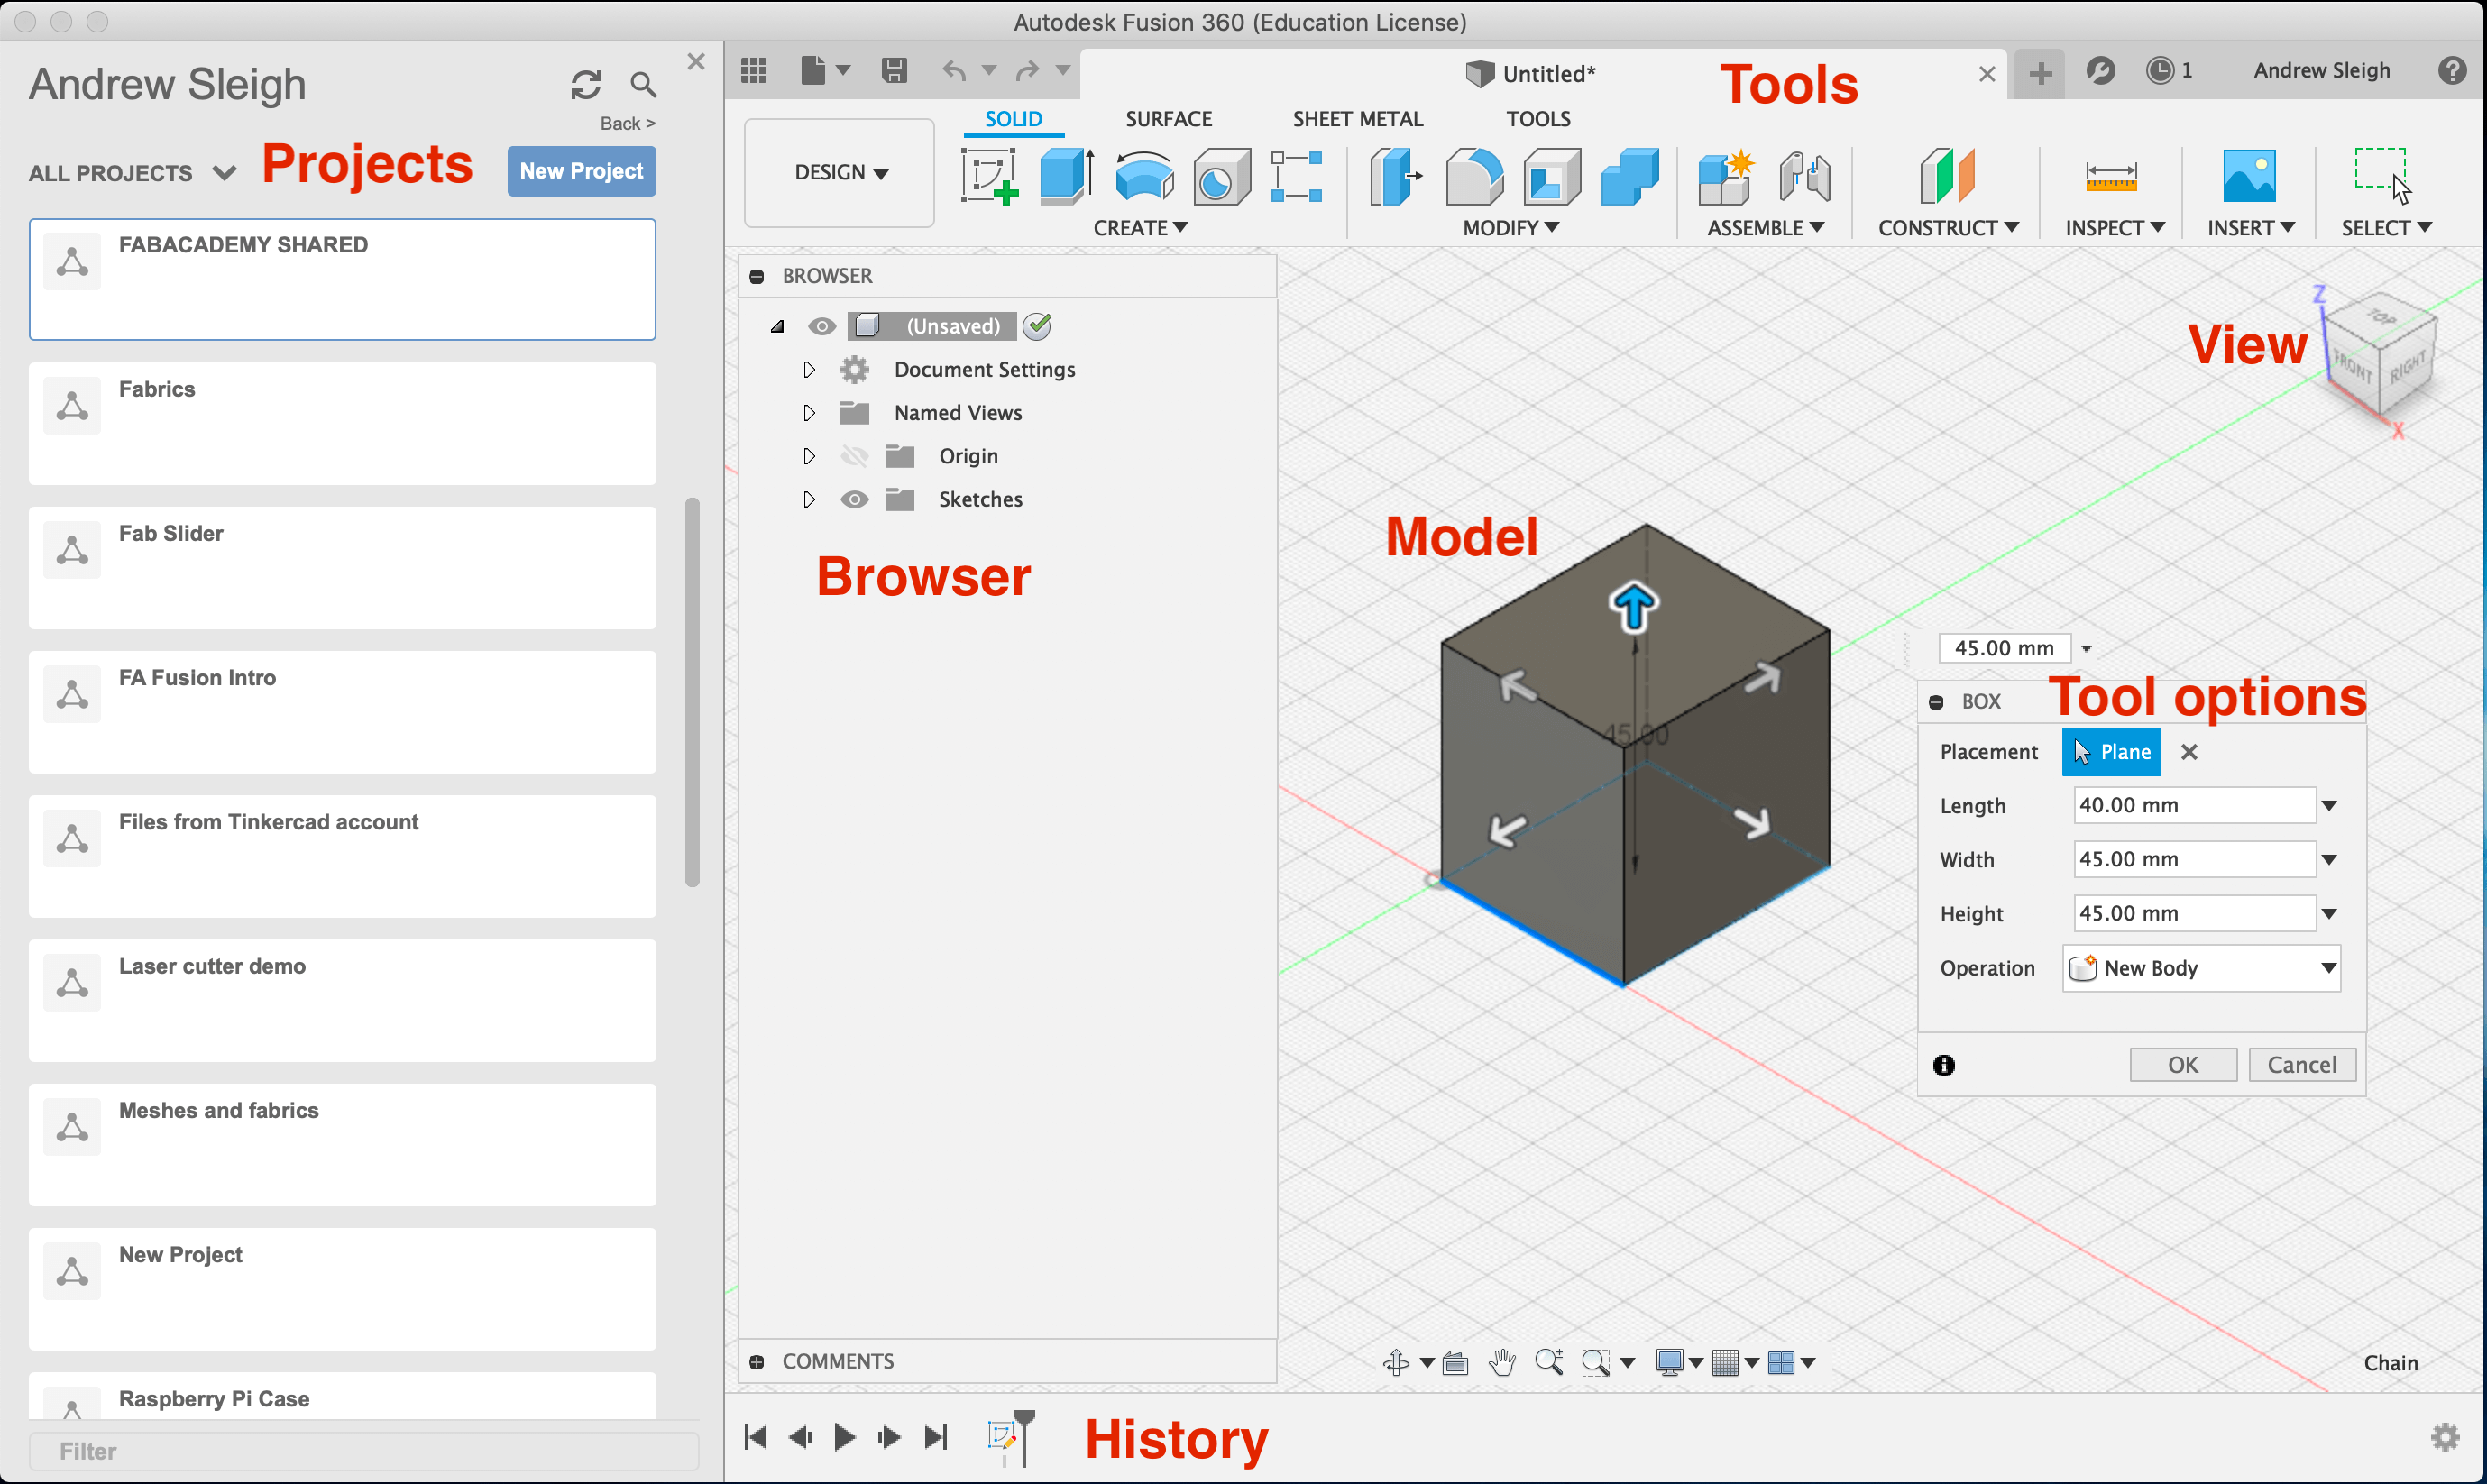 Autodesk Fusion 360 (Education License)
Andrew Sleigh
Back >
ALL PROJECTS
Projects
New Project
FABACADEMY SHARED
Fabrics
Fab Slider
FA Fusion Intro
Files from Tinkercad account
Laser cutter demo
Meshes and fabrics
New Project
Raspberry Pi Case
Filter
Untitled*
Tools
1
Andrew Sleigh
?
SOLID
SURFACE
SHEET METAL
TOOLS
DESIGN
CREATE
MODIFY
ASSEMBLE
CONSTRUCT
INSPECT
INSERT
SELECT
BROWSER
(Unsaved)
Document Settings
Named Views
Origin
Sketches
Browser
COMMENTS
Z
TOP
FRONT
RIGHT
X
View
Model
45.00
45.00 mm
BOX
Tool options
Placement Plane
Length 40.00 mm
Width 45.00 mm
Height 45.00 mm
Operation New Body
OK Cancel
Chain
History